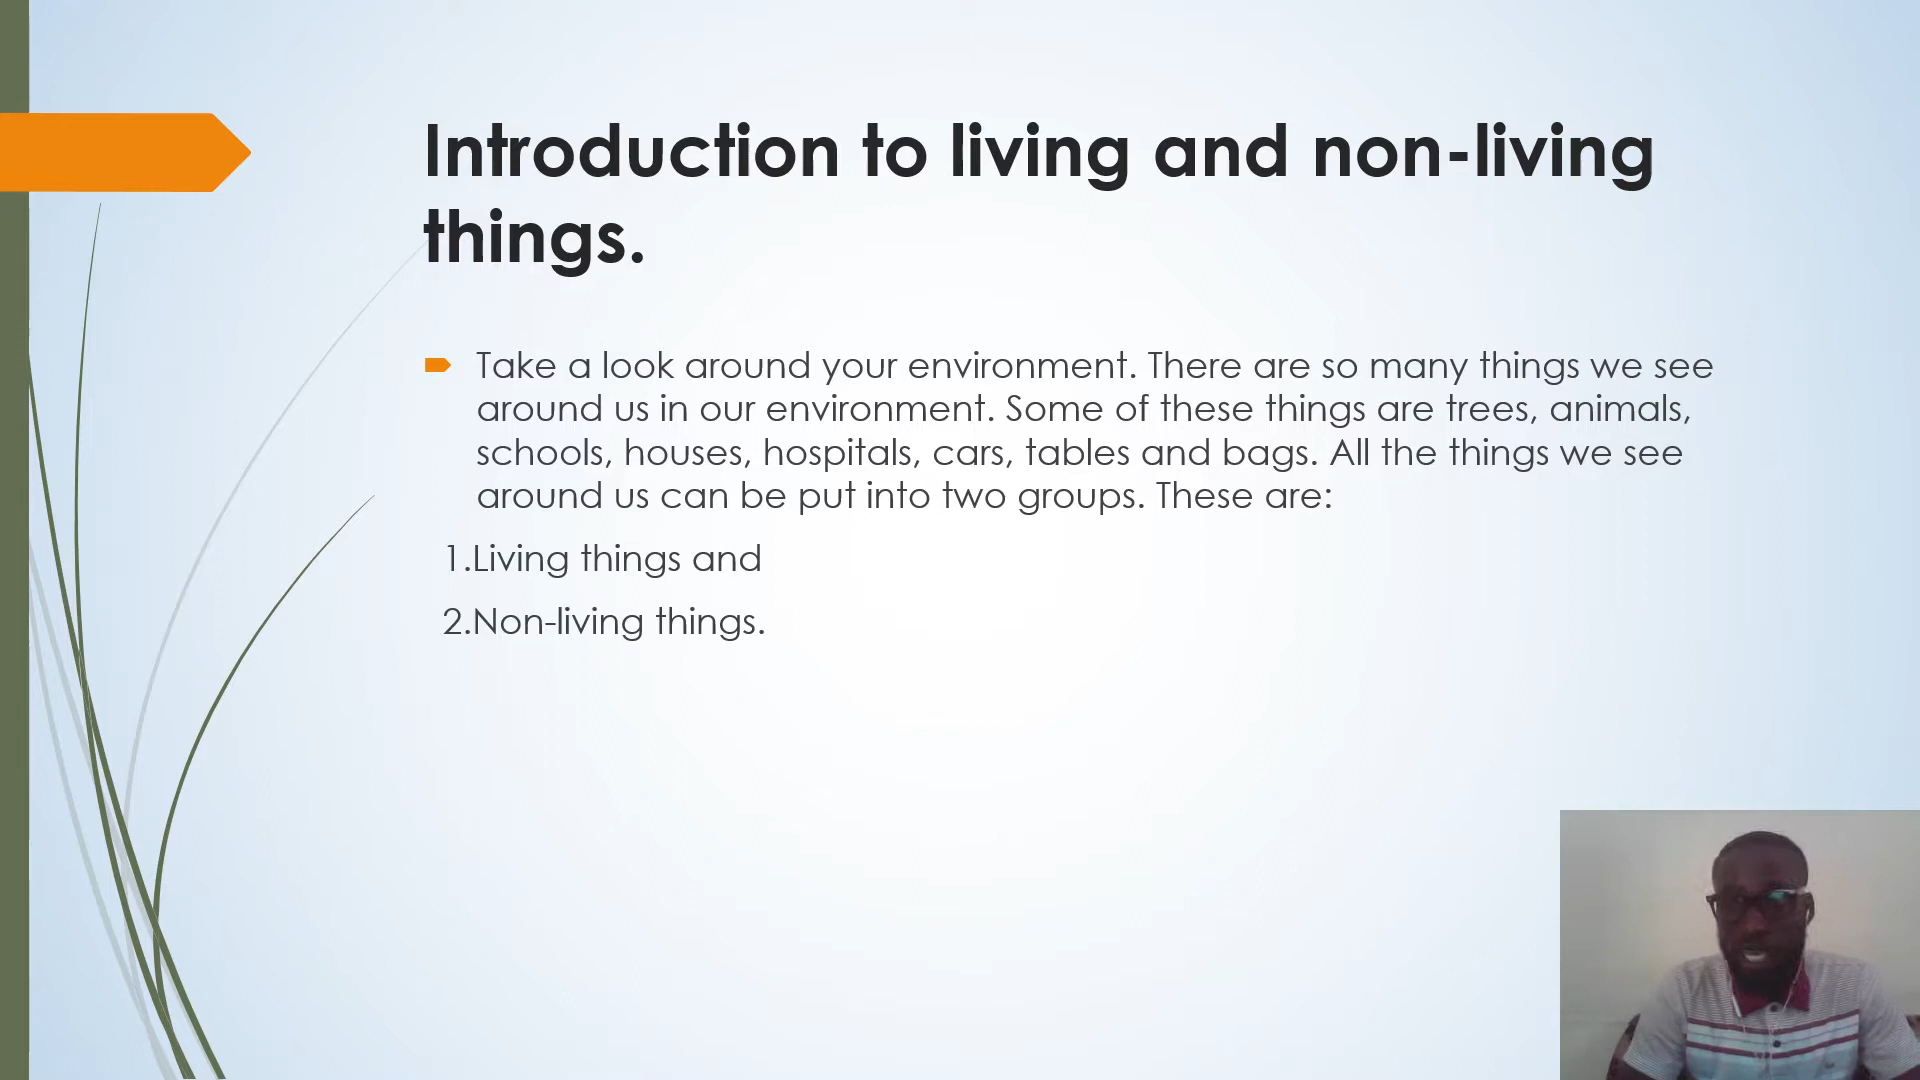 Introduction to living and non-living
things.
Take a look around your environment. There are so many things we see
around us in our environment. Some of these things are trees, animals,
schools, houses, hospitals, cars, tables and bags. All the things we see
around us can be put into two groups. These are:
1.Living things and
2.Non-living things.